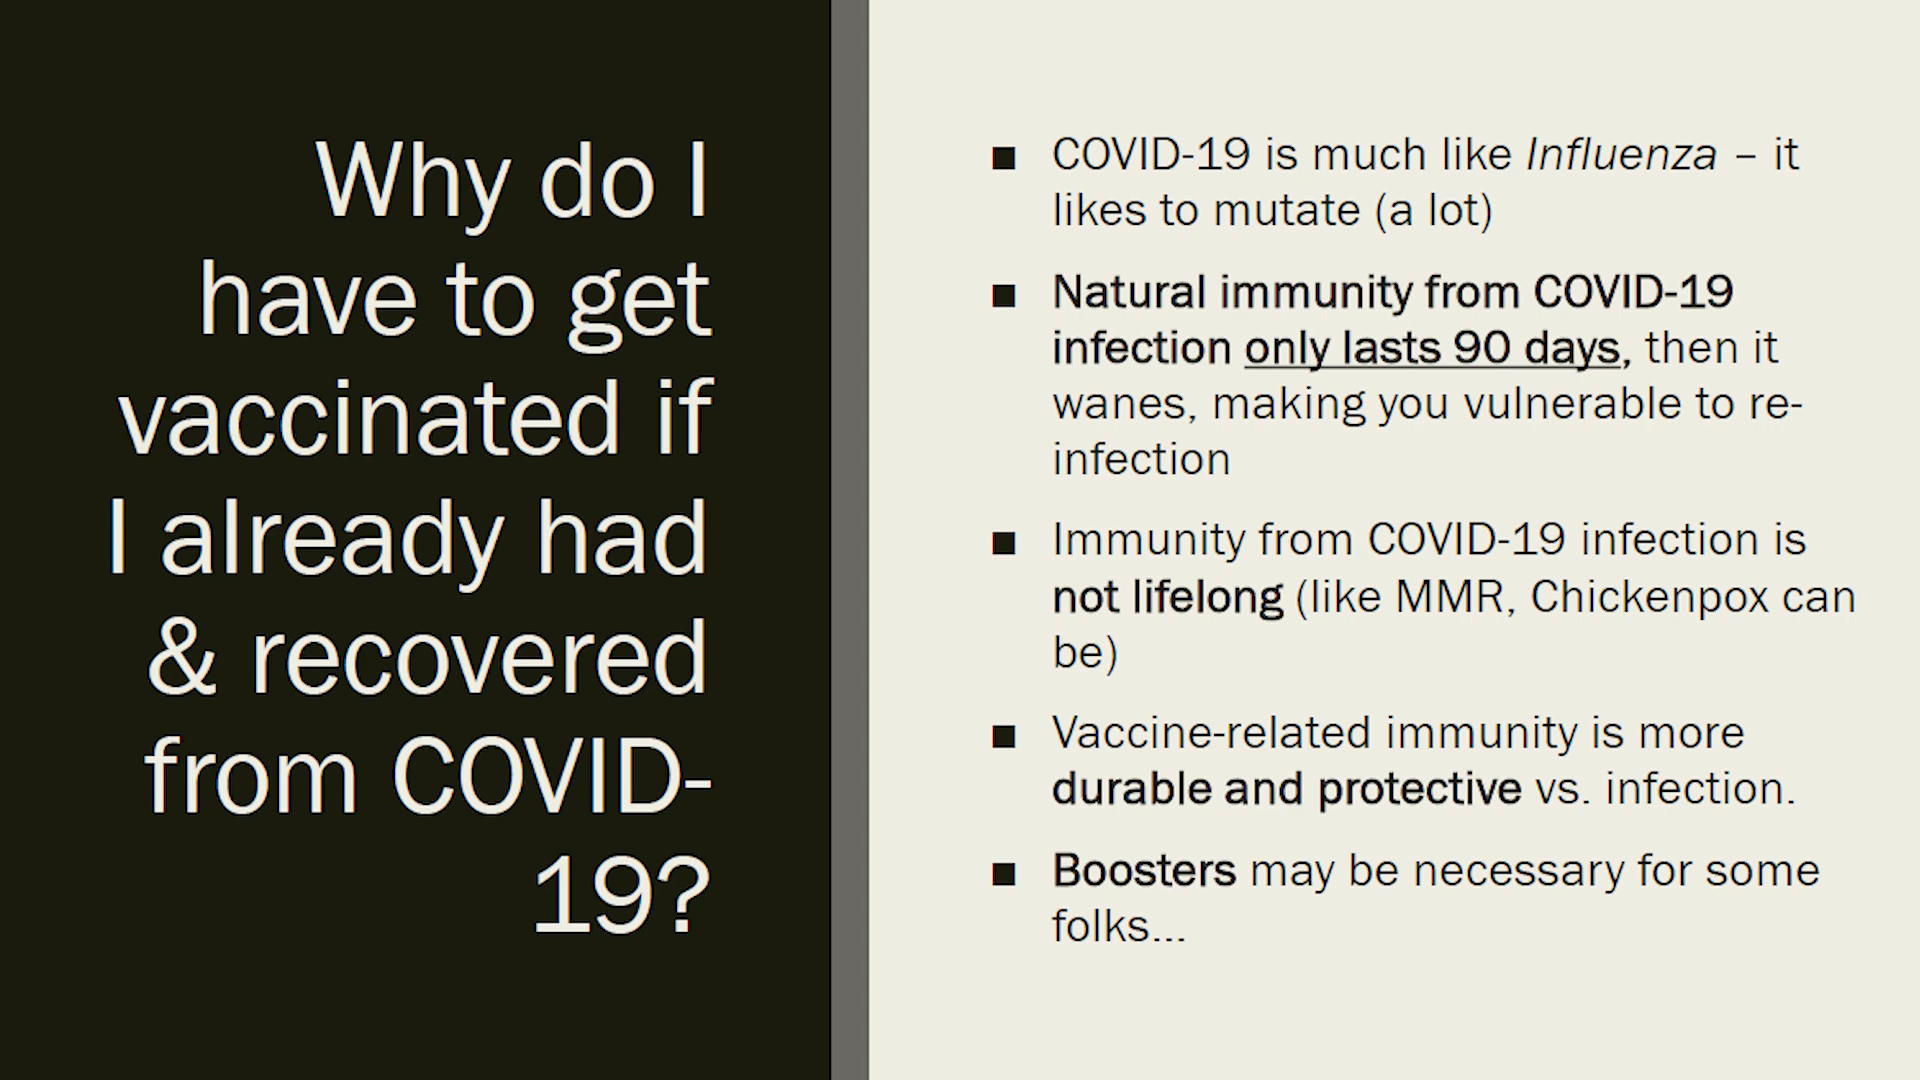 Why do I
have to get
vaccinated if
I already had
& recovered
from COVID-
19?
■ COVID-19 is much like Influenza – it
likes to mutate (a lot)
■ Natural immunity from COVID-19
infection only lasts 90 days, then it
wanes, making you vulnerable to re-
infection
■ Immunity from COVID-19 infection is
not lifelong (like MMR, Chickenpox can
be)
■ Vaccine-related immunity is more
durable and protective vs. infection.
■ Boosters may be necessary for some
folks...